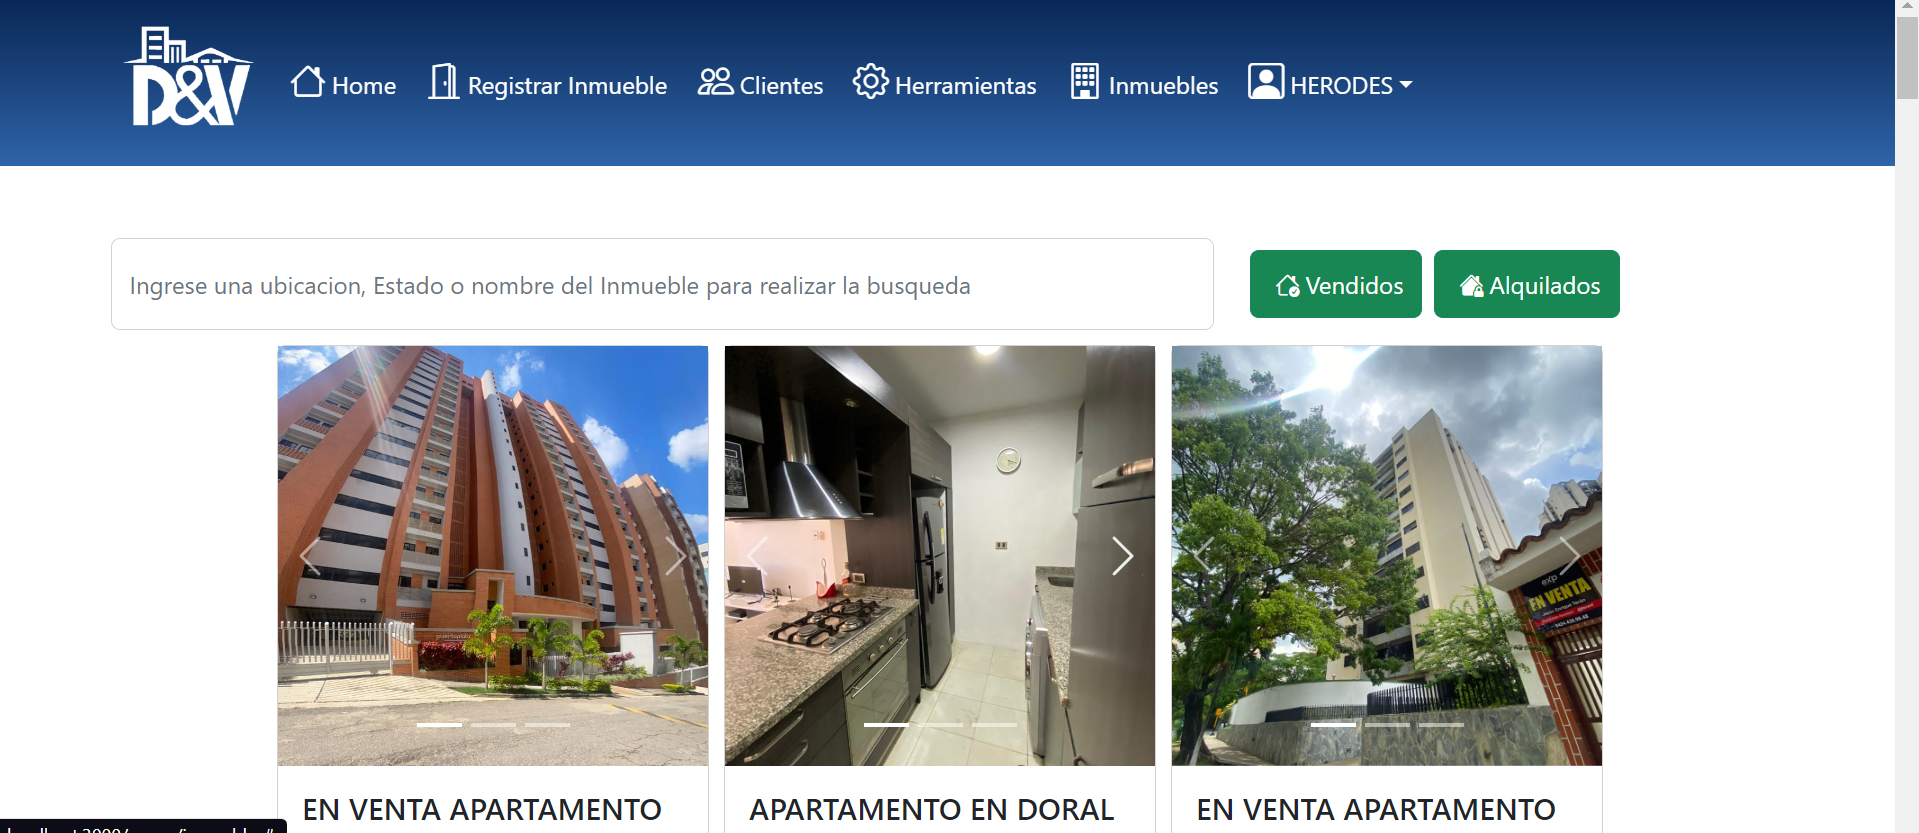 D&V
Home
Registrar Inmueble
Clientes
Herramientas
Inmuebles
HERODES
Ingrese una ubicacion, Estado o nombre del Inmueble para realizar la busqueda
Vendidos
Alquilados
exp
EN VENTA
EN VENTA APARTAMENTO
APARTAMENTO EN DORAL
EN VENTA APARTAMENTO